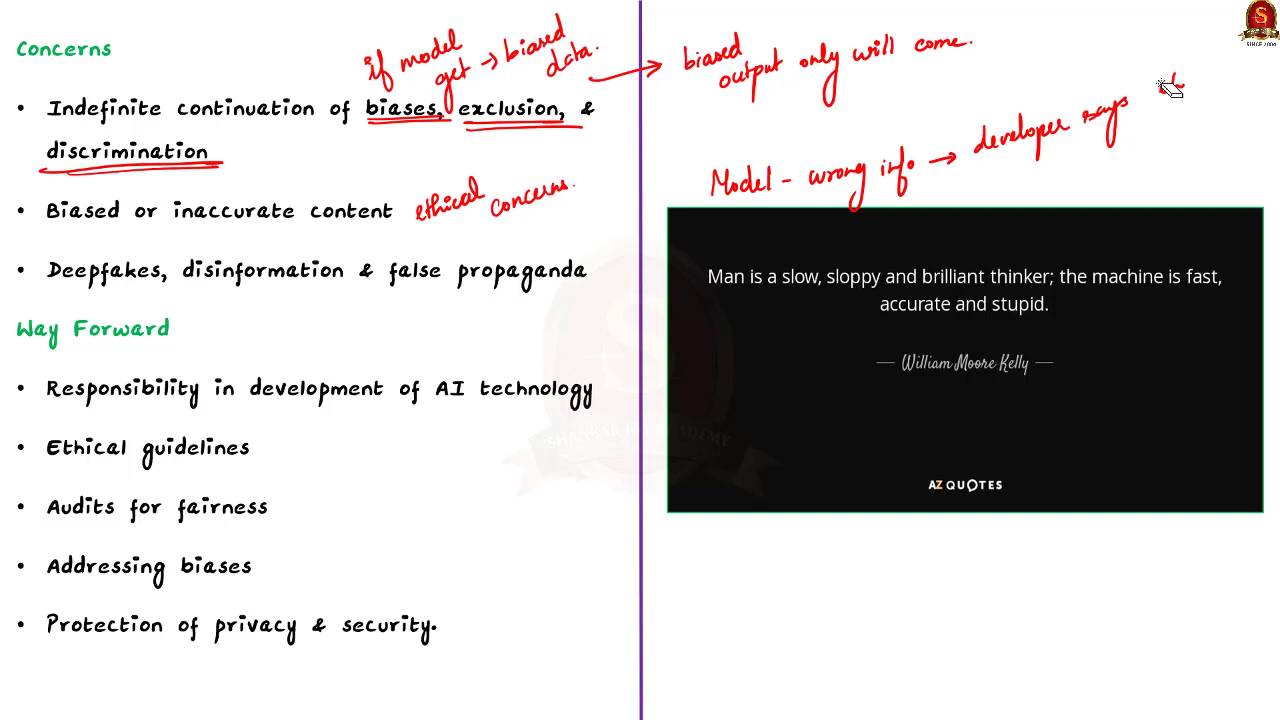 Concerns
if model
get → biased
data.
• Indefinite continuation of biases, exclusion, &
discrimination
• Biased or inaccurate content ethical concerns.
• Deepfakes, disinformation & false propaganda
Way Forward
• Responsibility in development of AI technology
• Ethical guidelines
• Audits for fairness
• Addressing biases
• Protection of privacy & security.
biased
output only will come.
Model - wrong info → developer says
Man is a slow, sloppy and brilliant thinker; the machine is fast,
accurate and stupid.
— William Moore Kelly —
AZ QUOTES
SINCE 2004